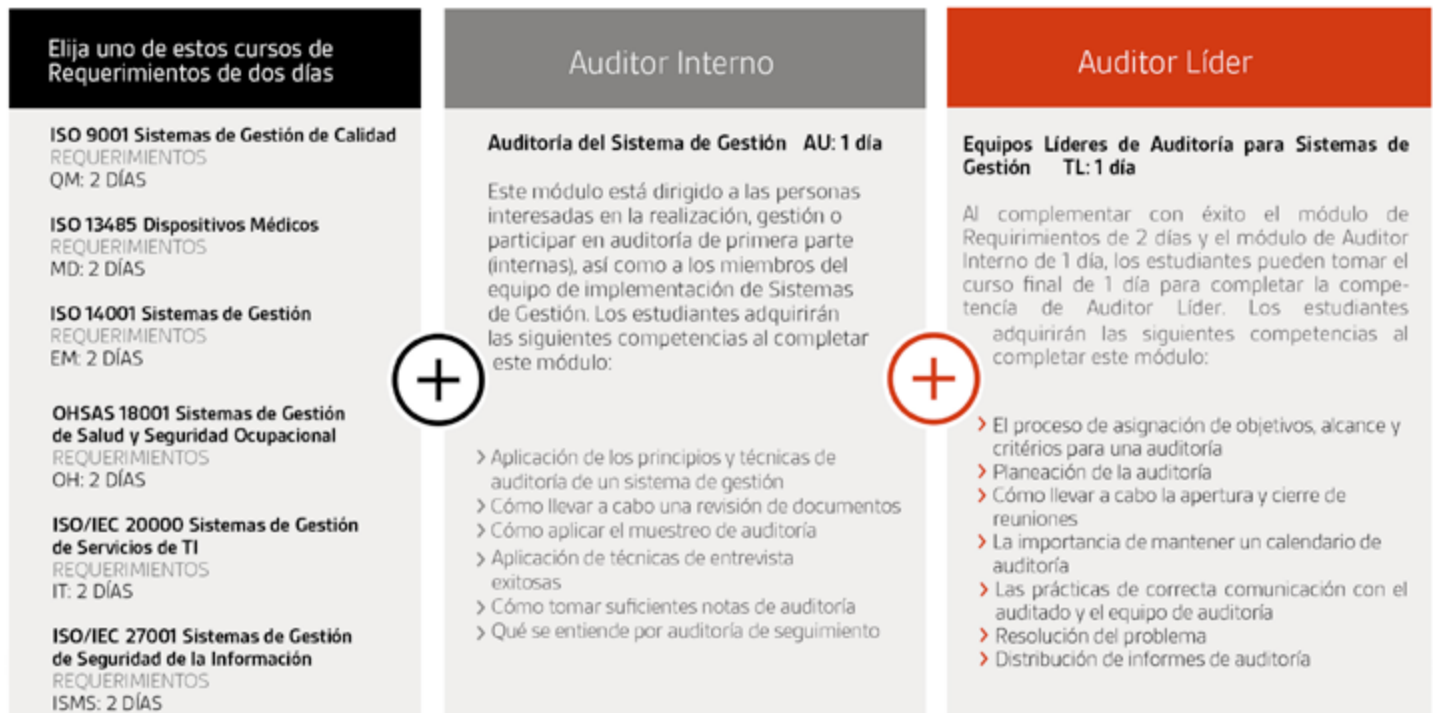 Elija uno de estos cursos de
Requerimientos de dos días
ISO 9001 Sistemas de Gestión de Calidad
REQUERIMIENTOS
QM: 2 DÍAS
ISO 13485 Dispositivos Médicos
REQUERIMIENTOS
MD: 2 DÍAS
ISO 14001 Sistemas de Gestión
REQUERIMIENTOS
EM: 2 DÍAS
OHSAS 18001 Sistemas de Gestión
de Salud y Seguridad Ocupacional
REQUERIMIENTOS
OH: 2 DÍAS
ISO/IEC 20000 Sistemas de Gestión
de Servicios de TI
REQUERIMIENTOS
IT: 2 DÍAS
ISO/IEC 27001 Sistemas de Gestión
de Seguridad de la Información
REQUERIMIENTOS
ISMS: 2 DÍAS
Auditor Interno
Auditoría del Sistema de Gestión AU: 1 día
Este módulo está dirigido a las personas
interesadas en la realización, gestión o
participar en auditoría de primera parte
(internas), así como a los miembros del
equipo de implementación de Sistemas
de Gestión. Los estudiantes adquirirán
las siguientes competencias al completar
este módulo:
> Aplicación de los principios y técnicas de
auditoría de un sistema de gestión
> Cómo llevar a cabo una revisión de documentos
> Cómo aplicar el muestreo de auditoría
> Aplicación de técnicas de entrevista
exitosas
> Cómo tomar suficientes notas de auditoría
> Qué se entiende por auditoría de seguimiento
Auditor Líder
Equipos Líderes de Auditoría para Sistemas de
Gestión TL: 1 día
Al complementar con éxito el módulo de
Requirimientos de 2 días y el módulo de Auditor
Interno de 1 día, los estudiantes pueden tomar el
curso final de 1 día para completar la compe-
tencía de Auditor Líder. Los estudiantes
adquirirán las siguientes competencias al
completar este módulo:
> El proceso de asignación de objetivos, alcance y
critérios para una auditoría
> Planeación de la auditoría
> Cómo llevar a cabo la apertura y cierre de
reuniones
> La importancia de mantener un calendario de
auditoría
> Las prácticas de correcta comunicación con el
auditado y el equipo de auditoría
> Resolución del problema
> Distribución de informes de auditoría